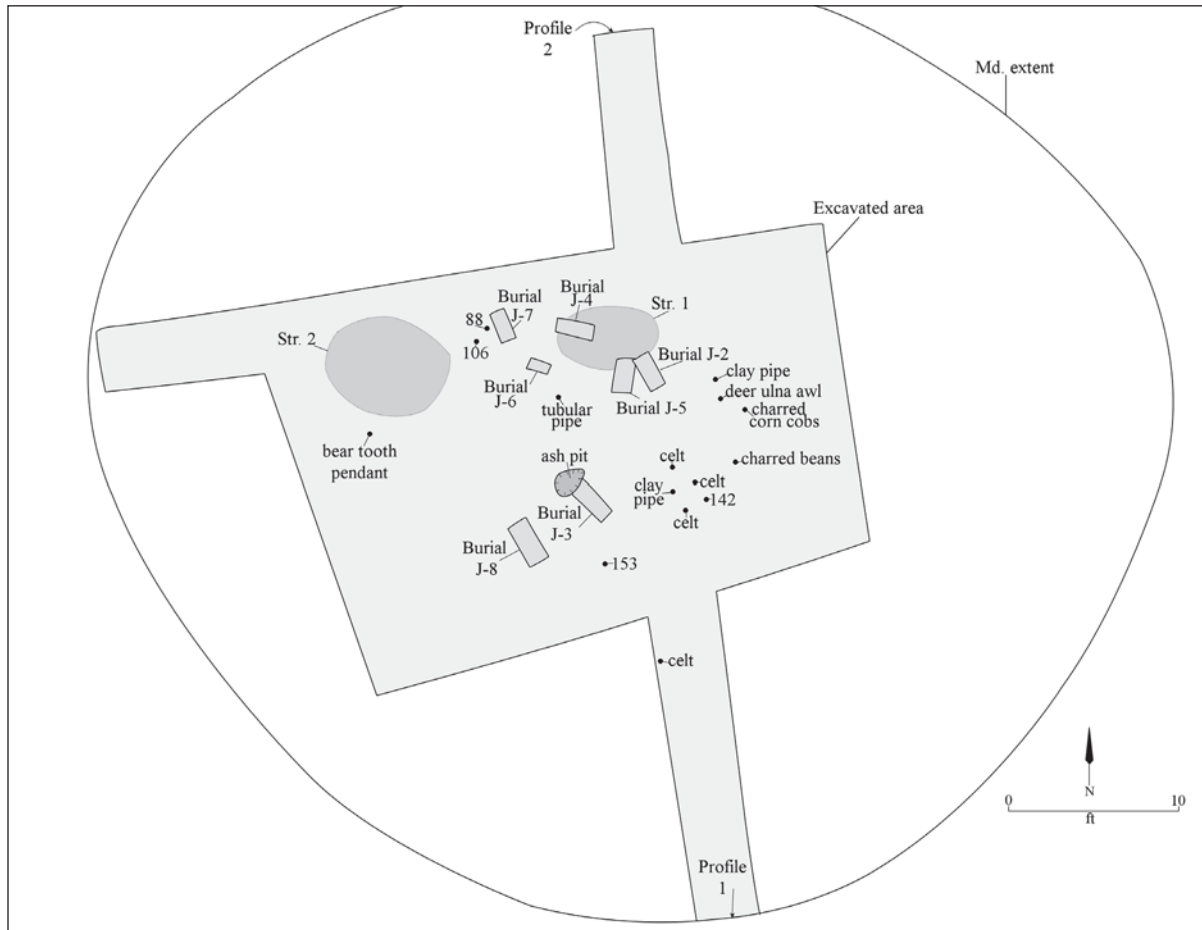 Profile
2
Md. extent
Excavated area
Burial
J-4
Str. 1
Burial
J-7
88
106
Str. 2
Burial J-2
Burial
J-6
Burial J-5
tubular
pipe
clay pipe
deer ulna awl
charred
corn cobs
bear tooth
pendant
ash pit
celt
charred beans
celt
clay
pipe
142
celt
Burial
J-3
Burial
J-8
153
celt
N
0
10
ft
Profile
1